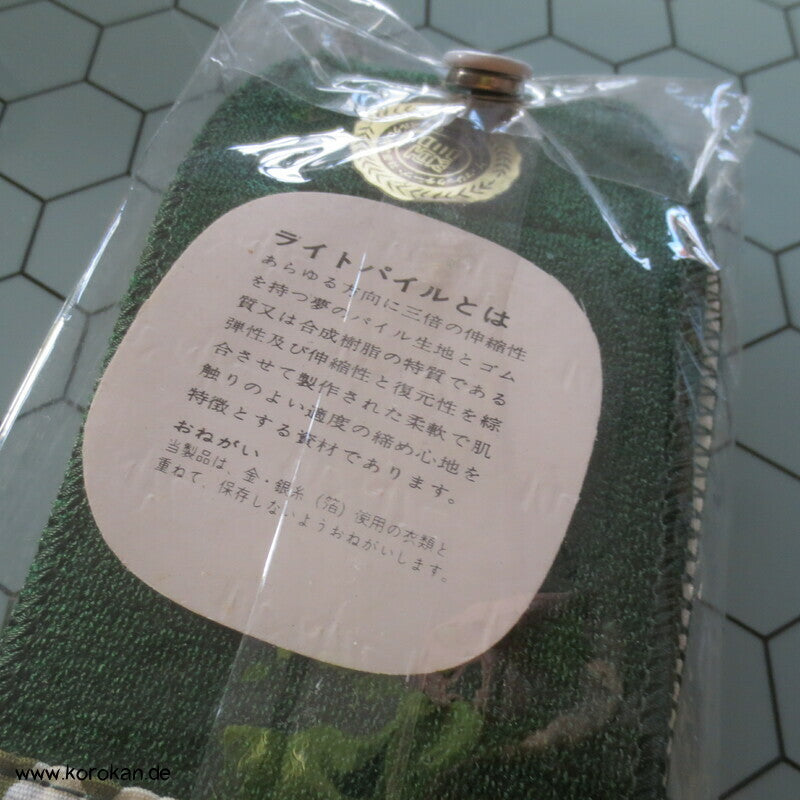 ライトパイルとは
あらゆる方向に三倍の伸縮性
を持つ夢のパイル生地とゴム
質又は合成樹脂の特質である
弾性及び伸縮性と復元性を綜
合させて製作された柔軟で肌
触りのよい適度の締め心地を
特徴とする資材であります。
おねがい
当製品は、金・銀糸（箔）使用の衣類と
重ねて、保存しないようおねがいします。
www.korokan.de